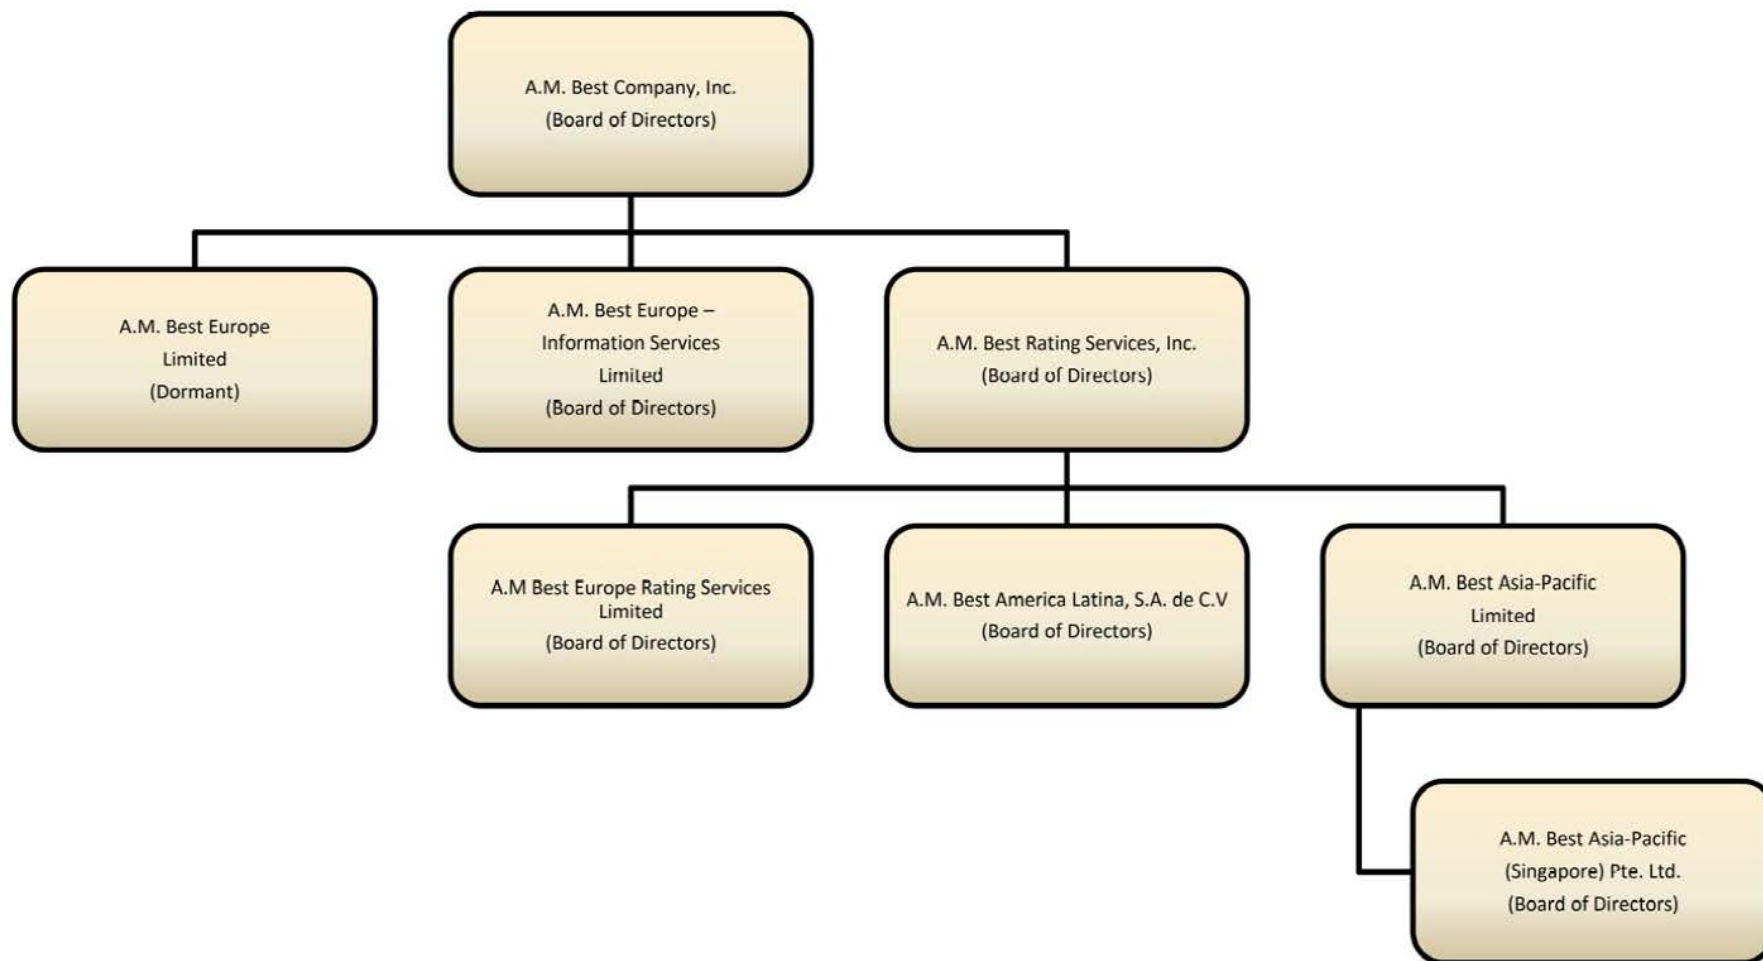 A.M. Best Company, Inc.
(Board of Directors)
A.M. Best Europe
Limited
(Dormant)
A.M. Best Europe –
Information Services
Limited
(Board of Directors)
A.M. Best Rating Services, Inc.
(Board of Directors)
A.M Best Europe Rating Services
Limited
(Board of Directors)
A.M. Best America Latina, S.A. de C.V
(Board of Directors)
A.M. Best Asia-Pacific
Limited
(Board of Directors)
A.M. Best Asia-Pacific
(Singapore) Pte. Ltd.
(Board of Directors)